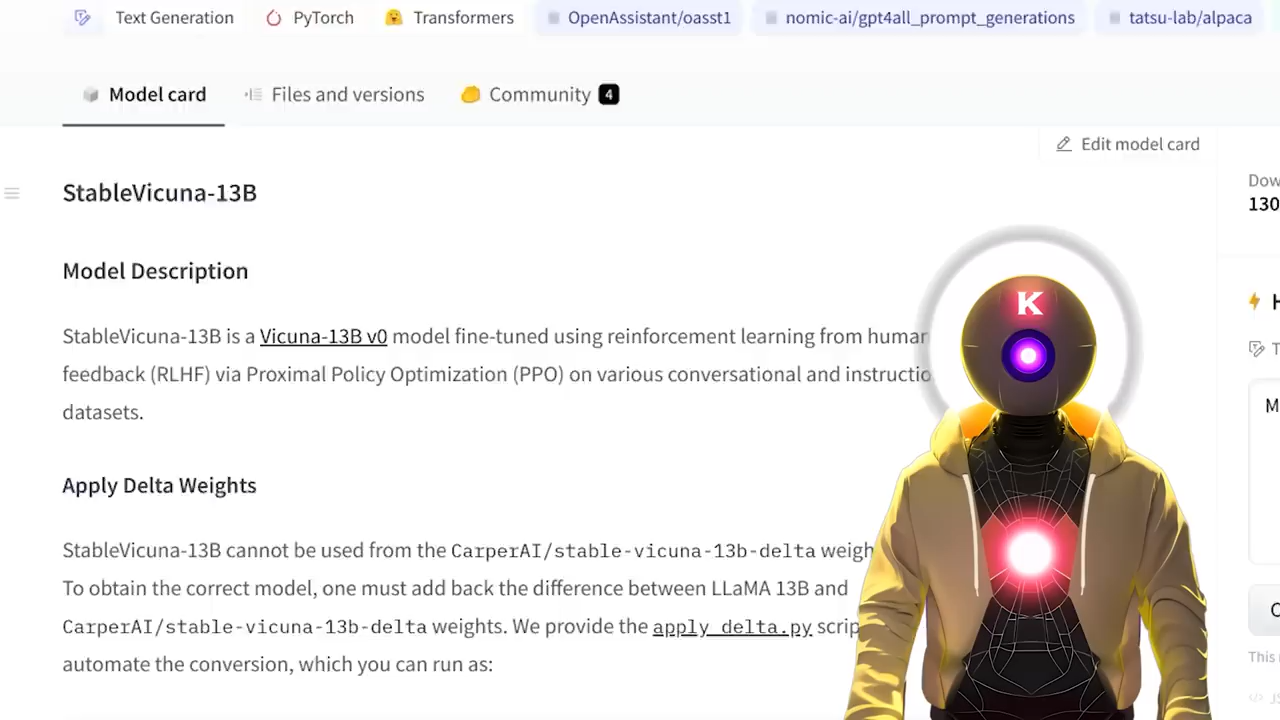 Text Generation PyTorch Transformers OpenAssistant/oasst1 nomic-ai/gpt4all_prompt_generations tatsu-lab/alpaca
Model card Files and versions Community 4
Edit model card
StableVicuna-13B
130
Model Description
K
StableVicuna-13B is a Vicuna-13B v0 model fine-tuned using reinforcement learning from human
feedback (RLHF) via Proximal Policy Optimization (PPO) on various conversational and instructio
datasets.
Apply Delta Weights
StableVicuna-13B cannot be used from the CarperAI/stable-vicuna-13b-delta weigh
To obtain the correct model, one must add back the difference between LLaMA 13B and
CarperAI/stable-vicuna-13b-delta weights. We provide the apply_delta.py scrip
automate the conversion, which you can run as:
This